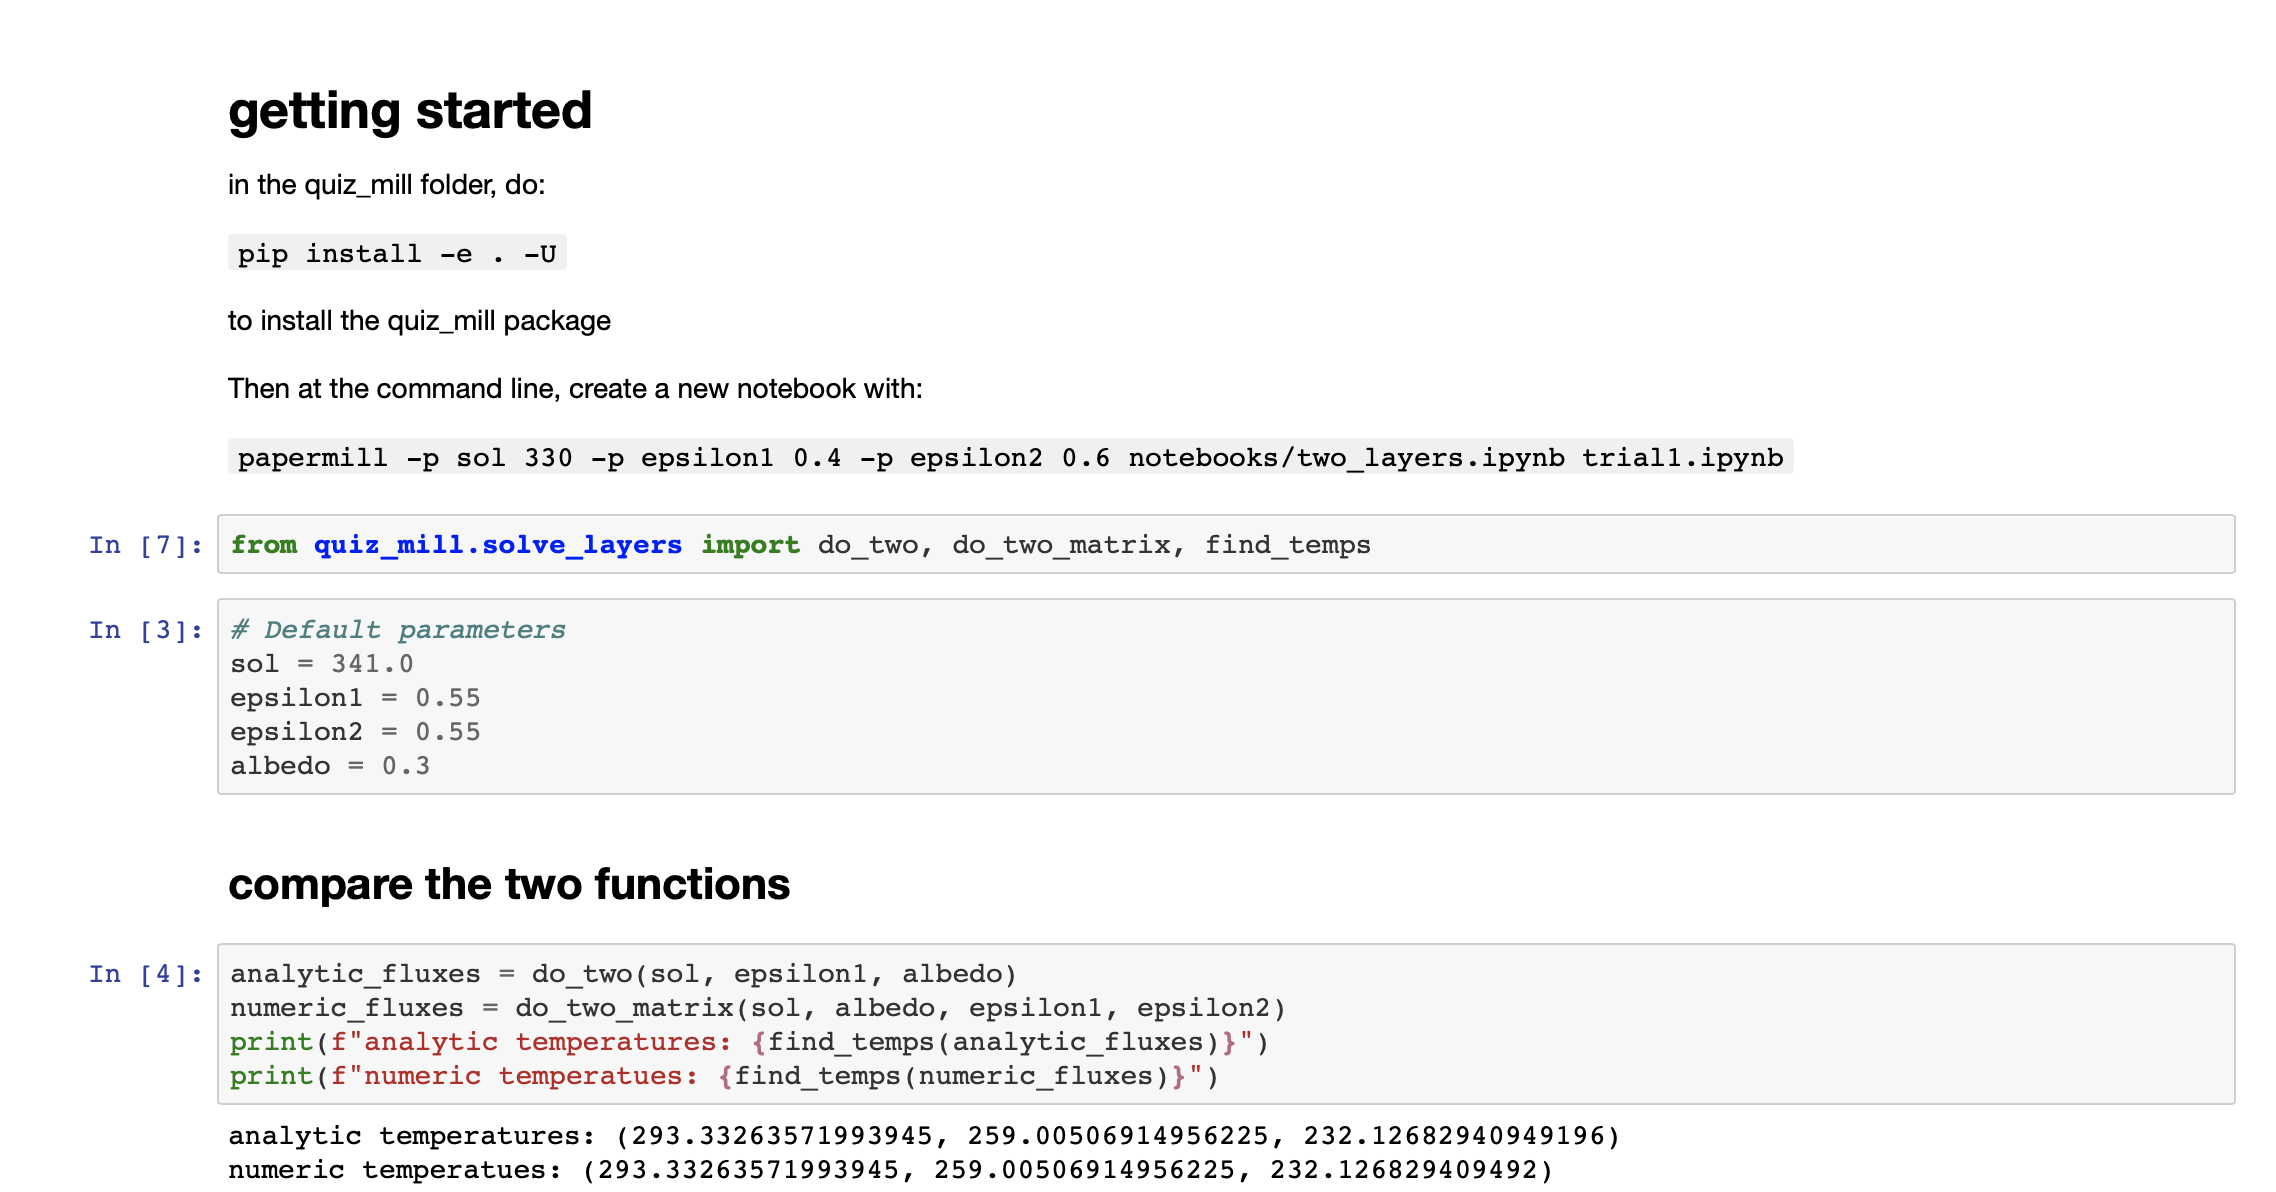 getting started
in the quiz_mill folder, do:
pip install -e . -U
to install the quiz_mill package
Then at the command line, create a new notebook with:
papermill -p sol 330 -p epsilon1 0.4 -p epsilon2 0.6 notebooks/two_layers.ipynb trial1.ipynb
In [7]: from quiz_mill.solve_layers import do_two, do_two_matrix, find_temps
In [3]: # Default parameters
sol = 341.0
epsilon1 = 0.55
epsilon2 = 0.55
albedo = 0.3
compare the two functions
In [4]: analytic_fluxes = do_two(sol, epsilon1, albedo)
numeric_fluxes = do_two_matrix(sol, albedo, epsilon1, epsilon2)
print(f"analytic temperatures: {find_temps(analytic_fluxes)}")
print(f"numeric temperatues: {find_temps(numeric_fluxes)}")
analytic temperatures: (293.33263571993945, 259.00506914956225, 232.12682940949196)
numeric temperatues: (293.33263571993945, 259.00506914956225, 232.126829409492)